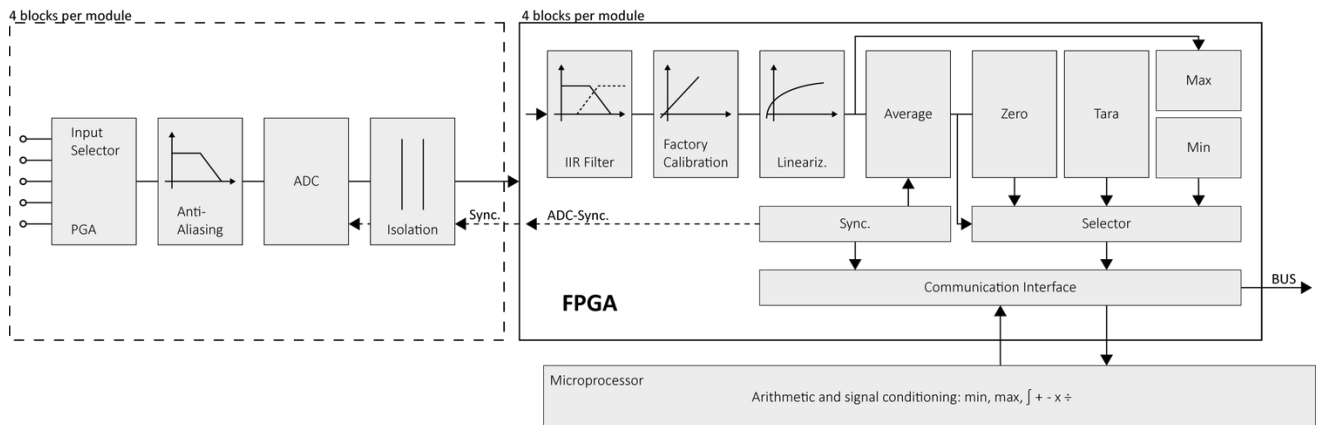 4 blocks per module
4 blocks per module
Input
Selector
PGA
Anti-
Aliasing
ADC
Isolation
Sync.
ADC-Sync.
IIR Filter
Factory
Calibration
Lineariz.
Average
Zero
Tara
Max
Min
Sync.
Selector
Communication Interface
BUS
FPGA
Microprocessor
Arithmetic and signal conditioning: min, max, ∫ + - x ÷